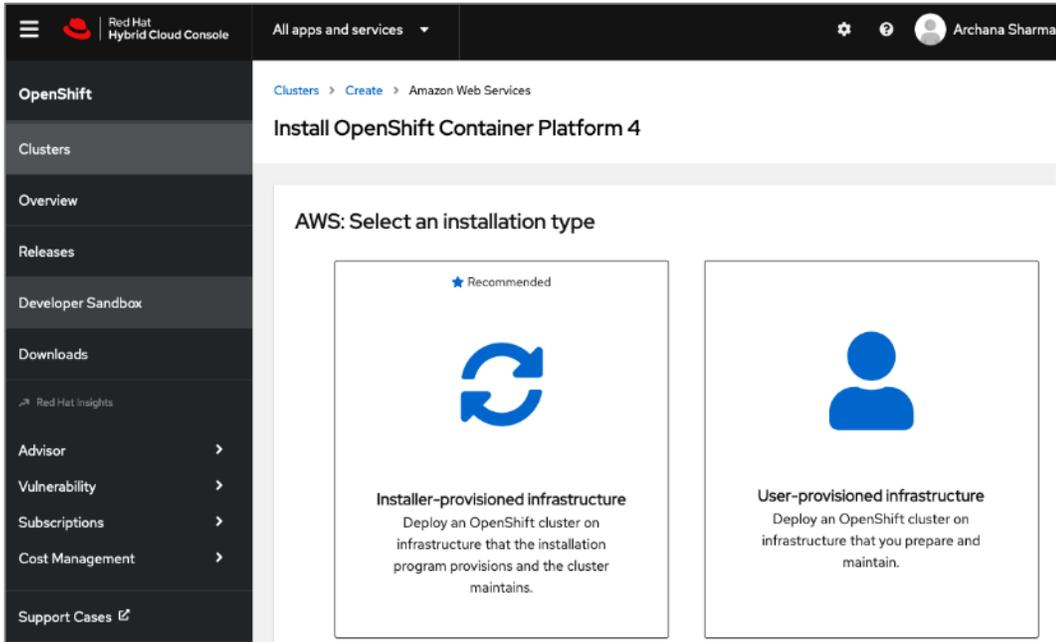 Red Hat
Hybrid Cloud Console
All apps and services
Archana Sharma
OpenShift
Clusters
Overview
Releases
Developer Sandbox
Downloads
Red Hat Insights
Advisor
Vulnerability
Subscriptions
Cost Management
Support Cases
Clusters > Create > Amazon Web Services
Install OpenShift Container Platform 4
AWS: Select an installation type
Recommended
Installer-provisioned infrastructure
Deploy an OpenShift cluster on
infrastructure that the installation
program provisions and the cluster
maintains.
User-provisioned infrastructure
Deploy an OpenShift cluster on
infrastructure that you prepare and
maintain.